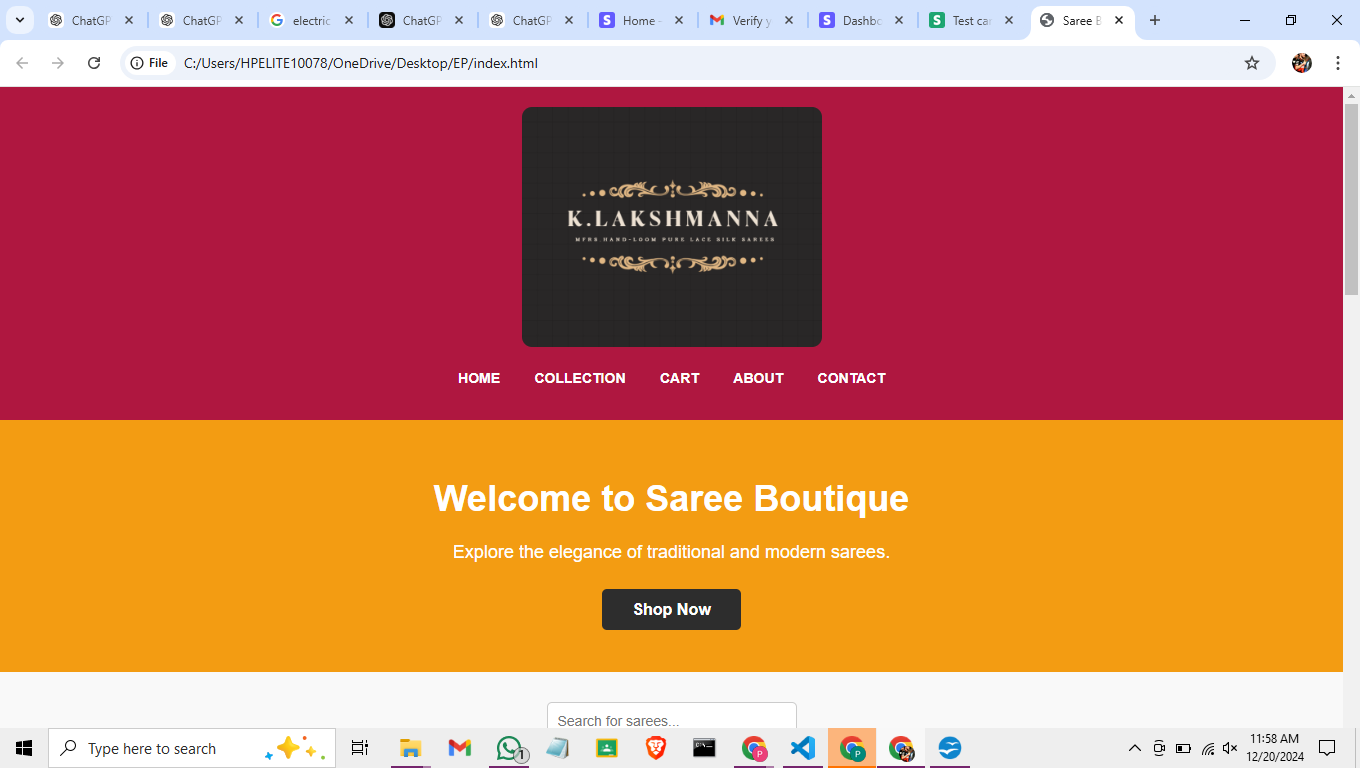 ChatGP
ChatGP
electric
ChatGP
ChatGP
Home -
Verify y
Dashbo
Test car
Saree B
File
C:/Users/HPELITE10078/OneDrive/Desktop/EP/index.html
K.LAKSHMANNA
MFRS.HAND-LOOM PURE LACE SILK SAREES
HOME COLLECTION CART ABOUT CONTACT
Welcome to Saree Boutique
Explore the elegance of traditional and modern sarees.
Shop Now
Search for sarees...
Type here to search
1
P
P
11:58 AM
12/20/2024